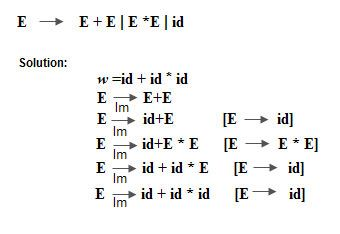 E → E + E | E *E | id
Solution:
w =id + id * id
E → E+E
lm
E → id+E [E → id]
lm
E → id+E * E [E → E * E]
lm
E → id + id * E [E → id]
lm
E → id + id * id [E → id]
lm